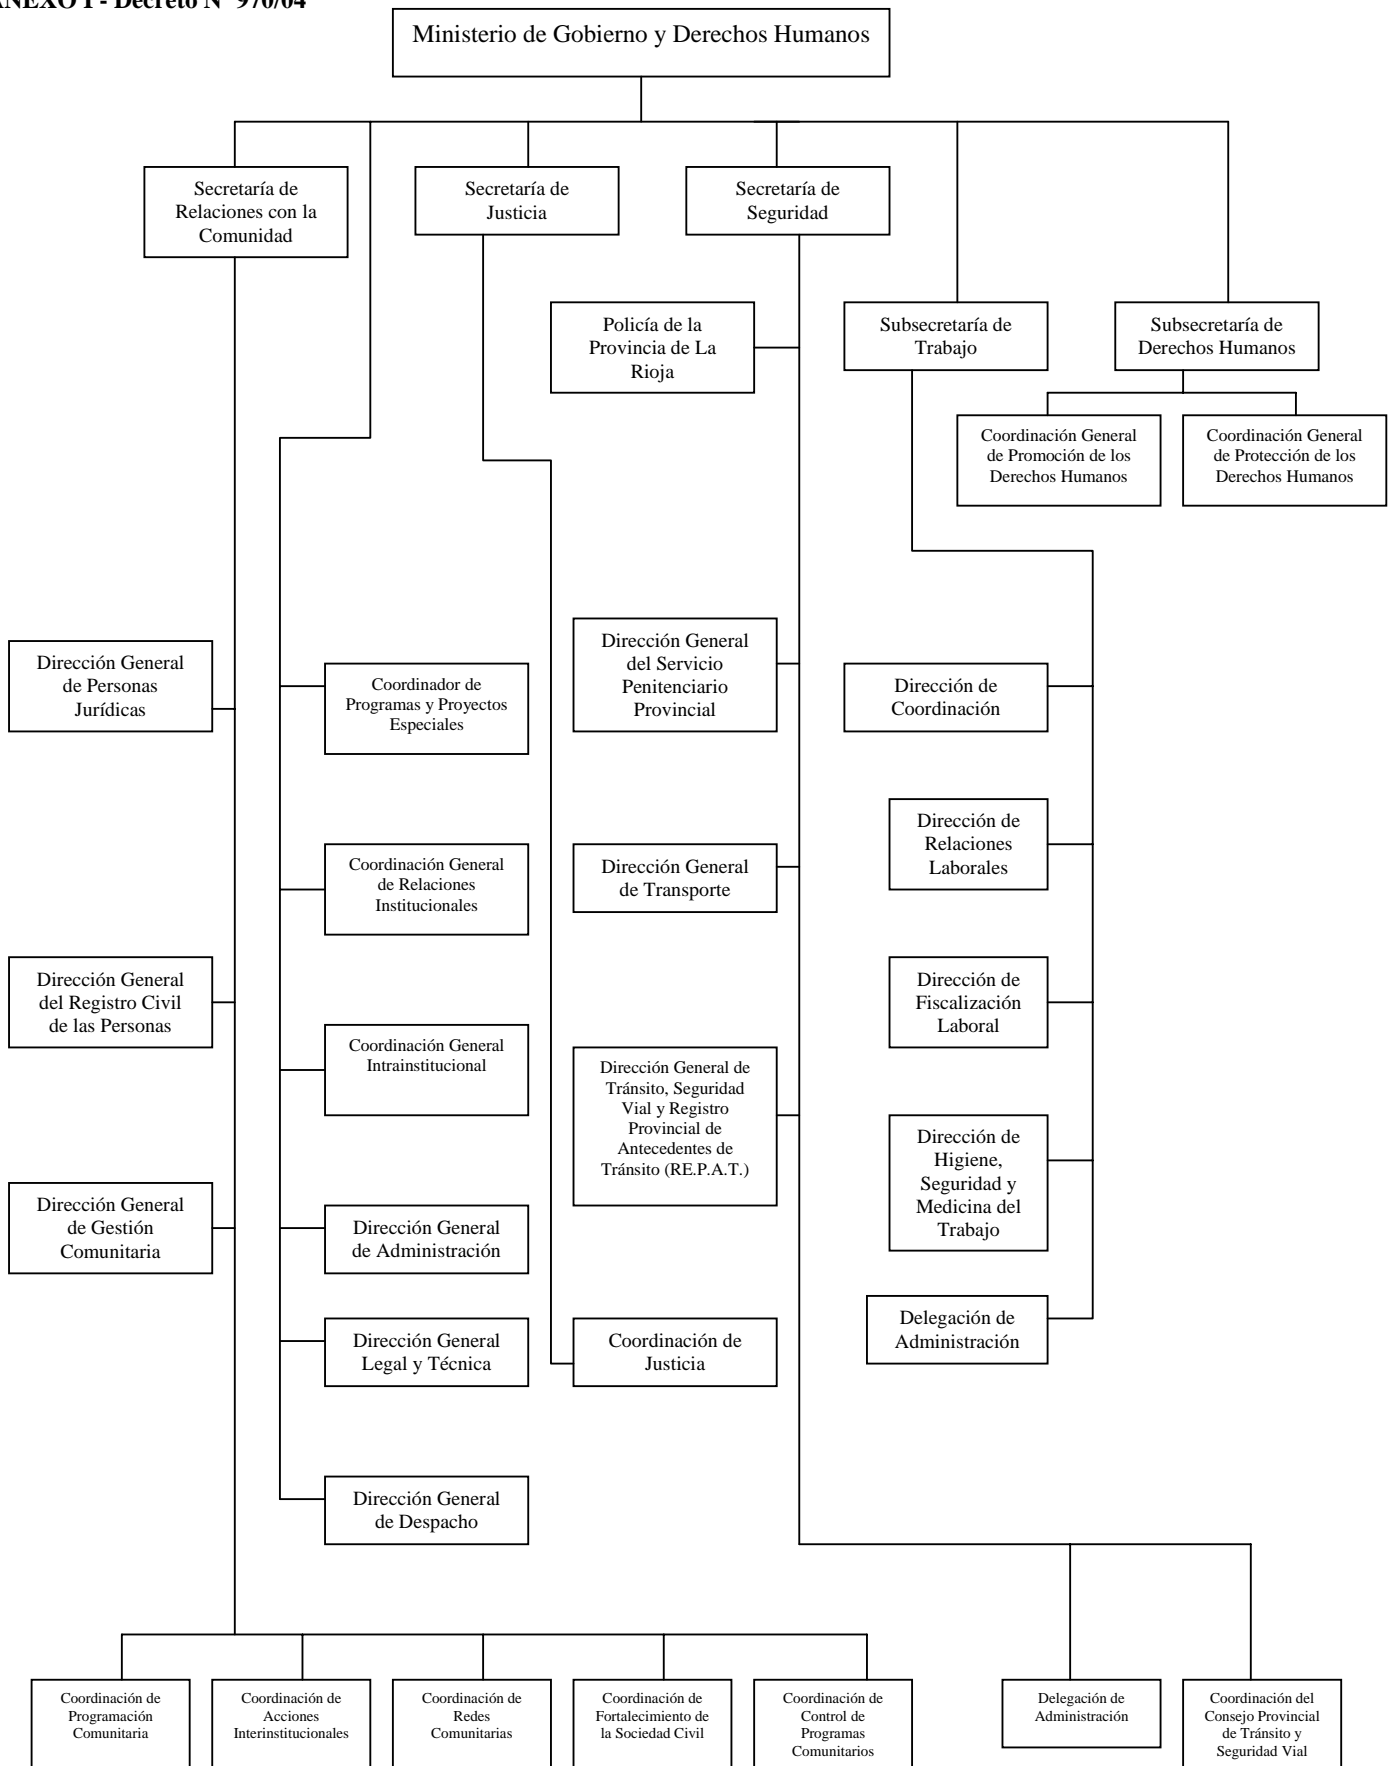 ANEXO I - Decreto N° 970/04
Ministerio de Gobierno y Derechos Humanos
Secretaría de
Relaciones con la
Comunidad
Secretaría de
Justicia
Secretaría de
Seguridad
Policía de la
Provincia de La
Rioja
Subsecretaría de
Trabajo
Subsecretaría de
Derechos Humanos
Coordinación General
de Promoción de los
Derechos Humanos
Coordinación General
de Protección de los
Derechos Humanos
Dirección General
de Personas
Jurídicas
Coordinador de
Programas y Proyectos
Especiales
Dirección General
del Servicio
Penitenciario
Provincial
Dirección de
Coordinación
Dirección de
Relaciones
Laborales
Coordinación General
de Relaciones
Institucionales
Dirección General
de Transporte
Dirección General
del Registro Civil
de las Personas
Dirección de
Fiscalización
Laboral
Coordinación General
Intrainstitucional
Dirección General de
Tránsito, Seguridad
Vial y Registro
Provincial de
Antecedentes de
Tránsito (RE.P.A.T.)
Dirección de
Higiene,
Seguridad y
Medicina del
Trabajo
Dirección General
de Gestión
Comunitaria
Dirección General
de Administración
Delegación de
Administración
Dirección General
Legal y Técnica
Coordinación de
Justicia
Dirección General
de Despacho
Coordinación de
Programación
Comunitaria
Coordinación de
Acciones
Interinstitucionales
Coordinación de
Redes
Comunitarias
Coordinación de
Fortalecimiento de
la Sociedad Civil
Coordinación de
Control de
Programas
Comunitarios
Delegación de
Administración
Coordinación del
Consejo Provincial
de Tránsito y
Seguridad Vial